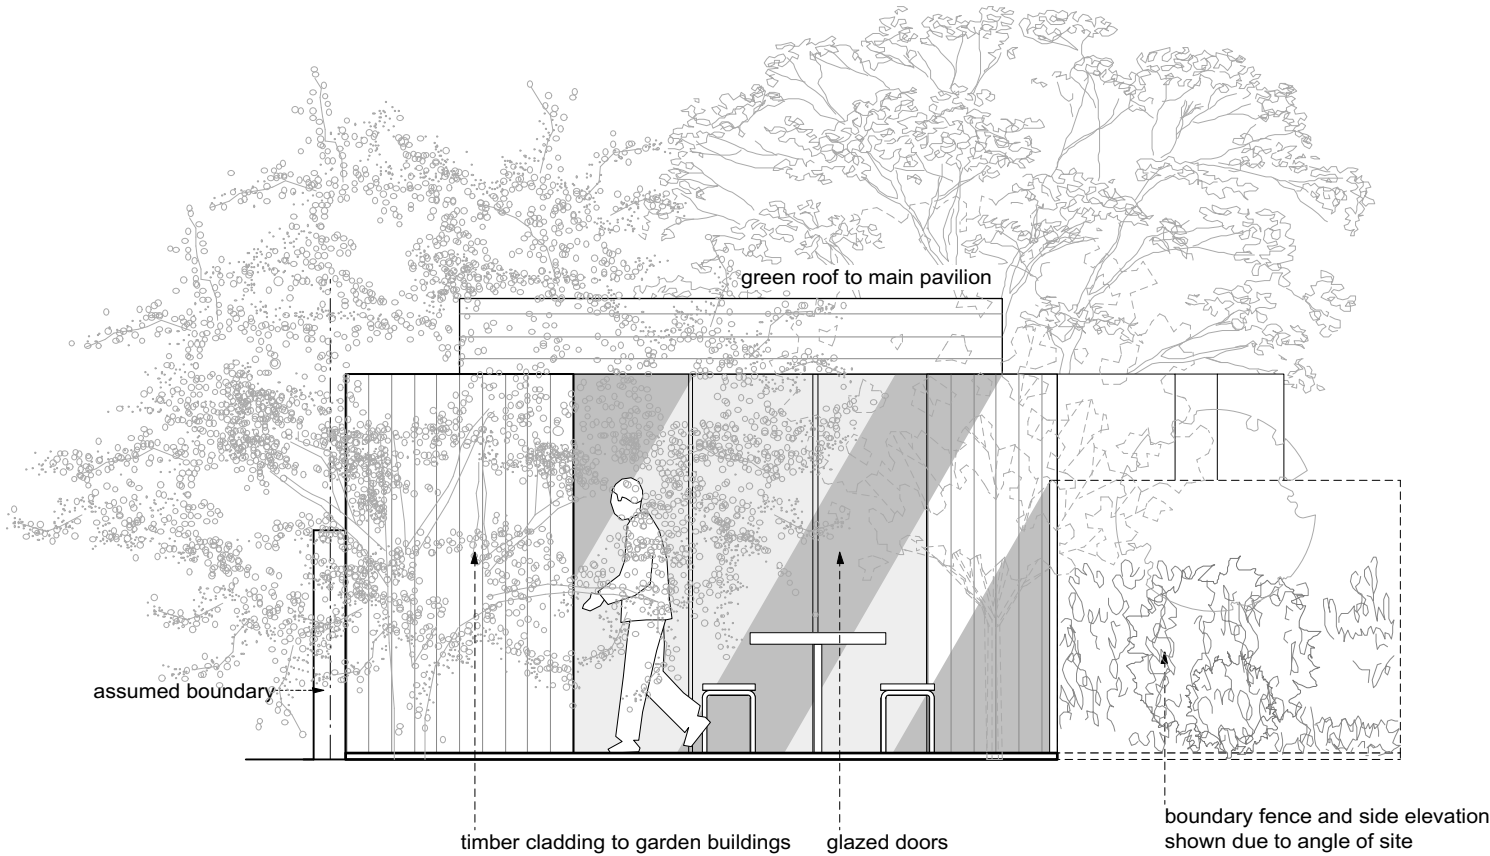 green roof to main pavilion
assumed boundary
timber cladding to garden buildings
glazed doors
boundary fence and side elevation
shown due to angle of site